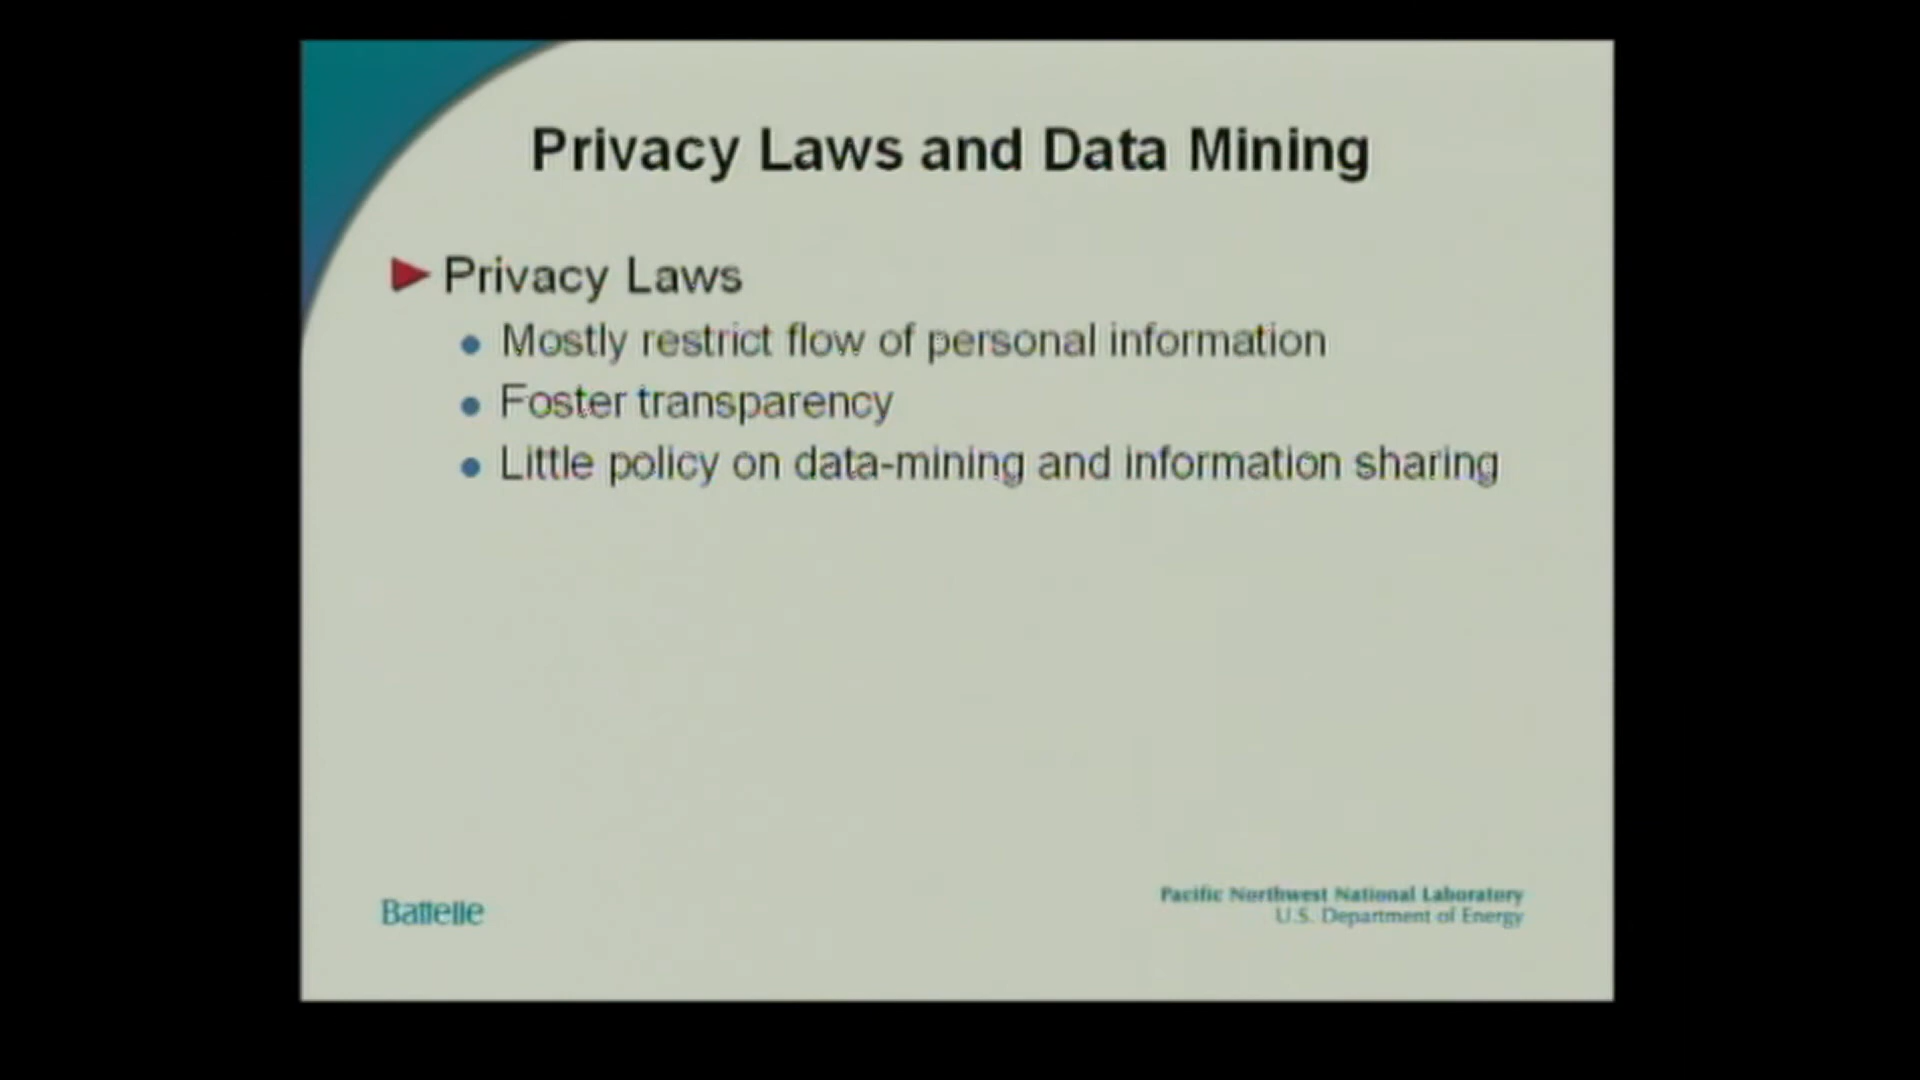 Privacy Laws and Data Mining
Privacy Laws
Mostly restrict flow of personal information
Foster transparency
Little policy on data-mining and information sharing
Battelle
Pacific Northwest National Laboratory
U.S. Department of Energy